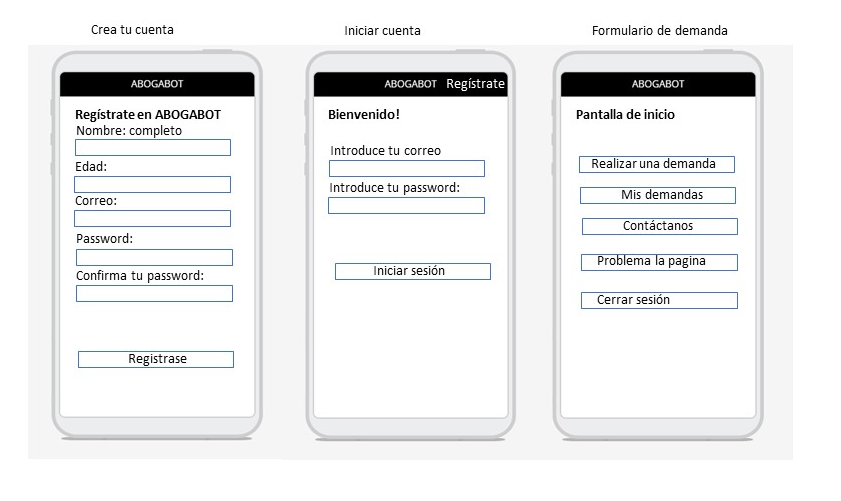 Crea tu cuenta
ABOGABOT
Regístrate en ABOGABOT
Nombre: completo
Edad:
Correo:
Password:
Confirma tu password:
Registrase
Iniciar cuenta
ABOGABOT Regístrate
Bienvenido!
Introduce tu correo
Introduce tu password:
Iniciar sesión
Formulario de demanda
ABOGABOT
Pantalla de inicio
Realizar una demanda
Mis demandas
Contáctanos
Problema la pagina
Cerrar sesión